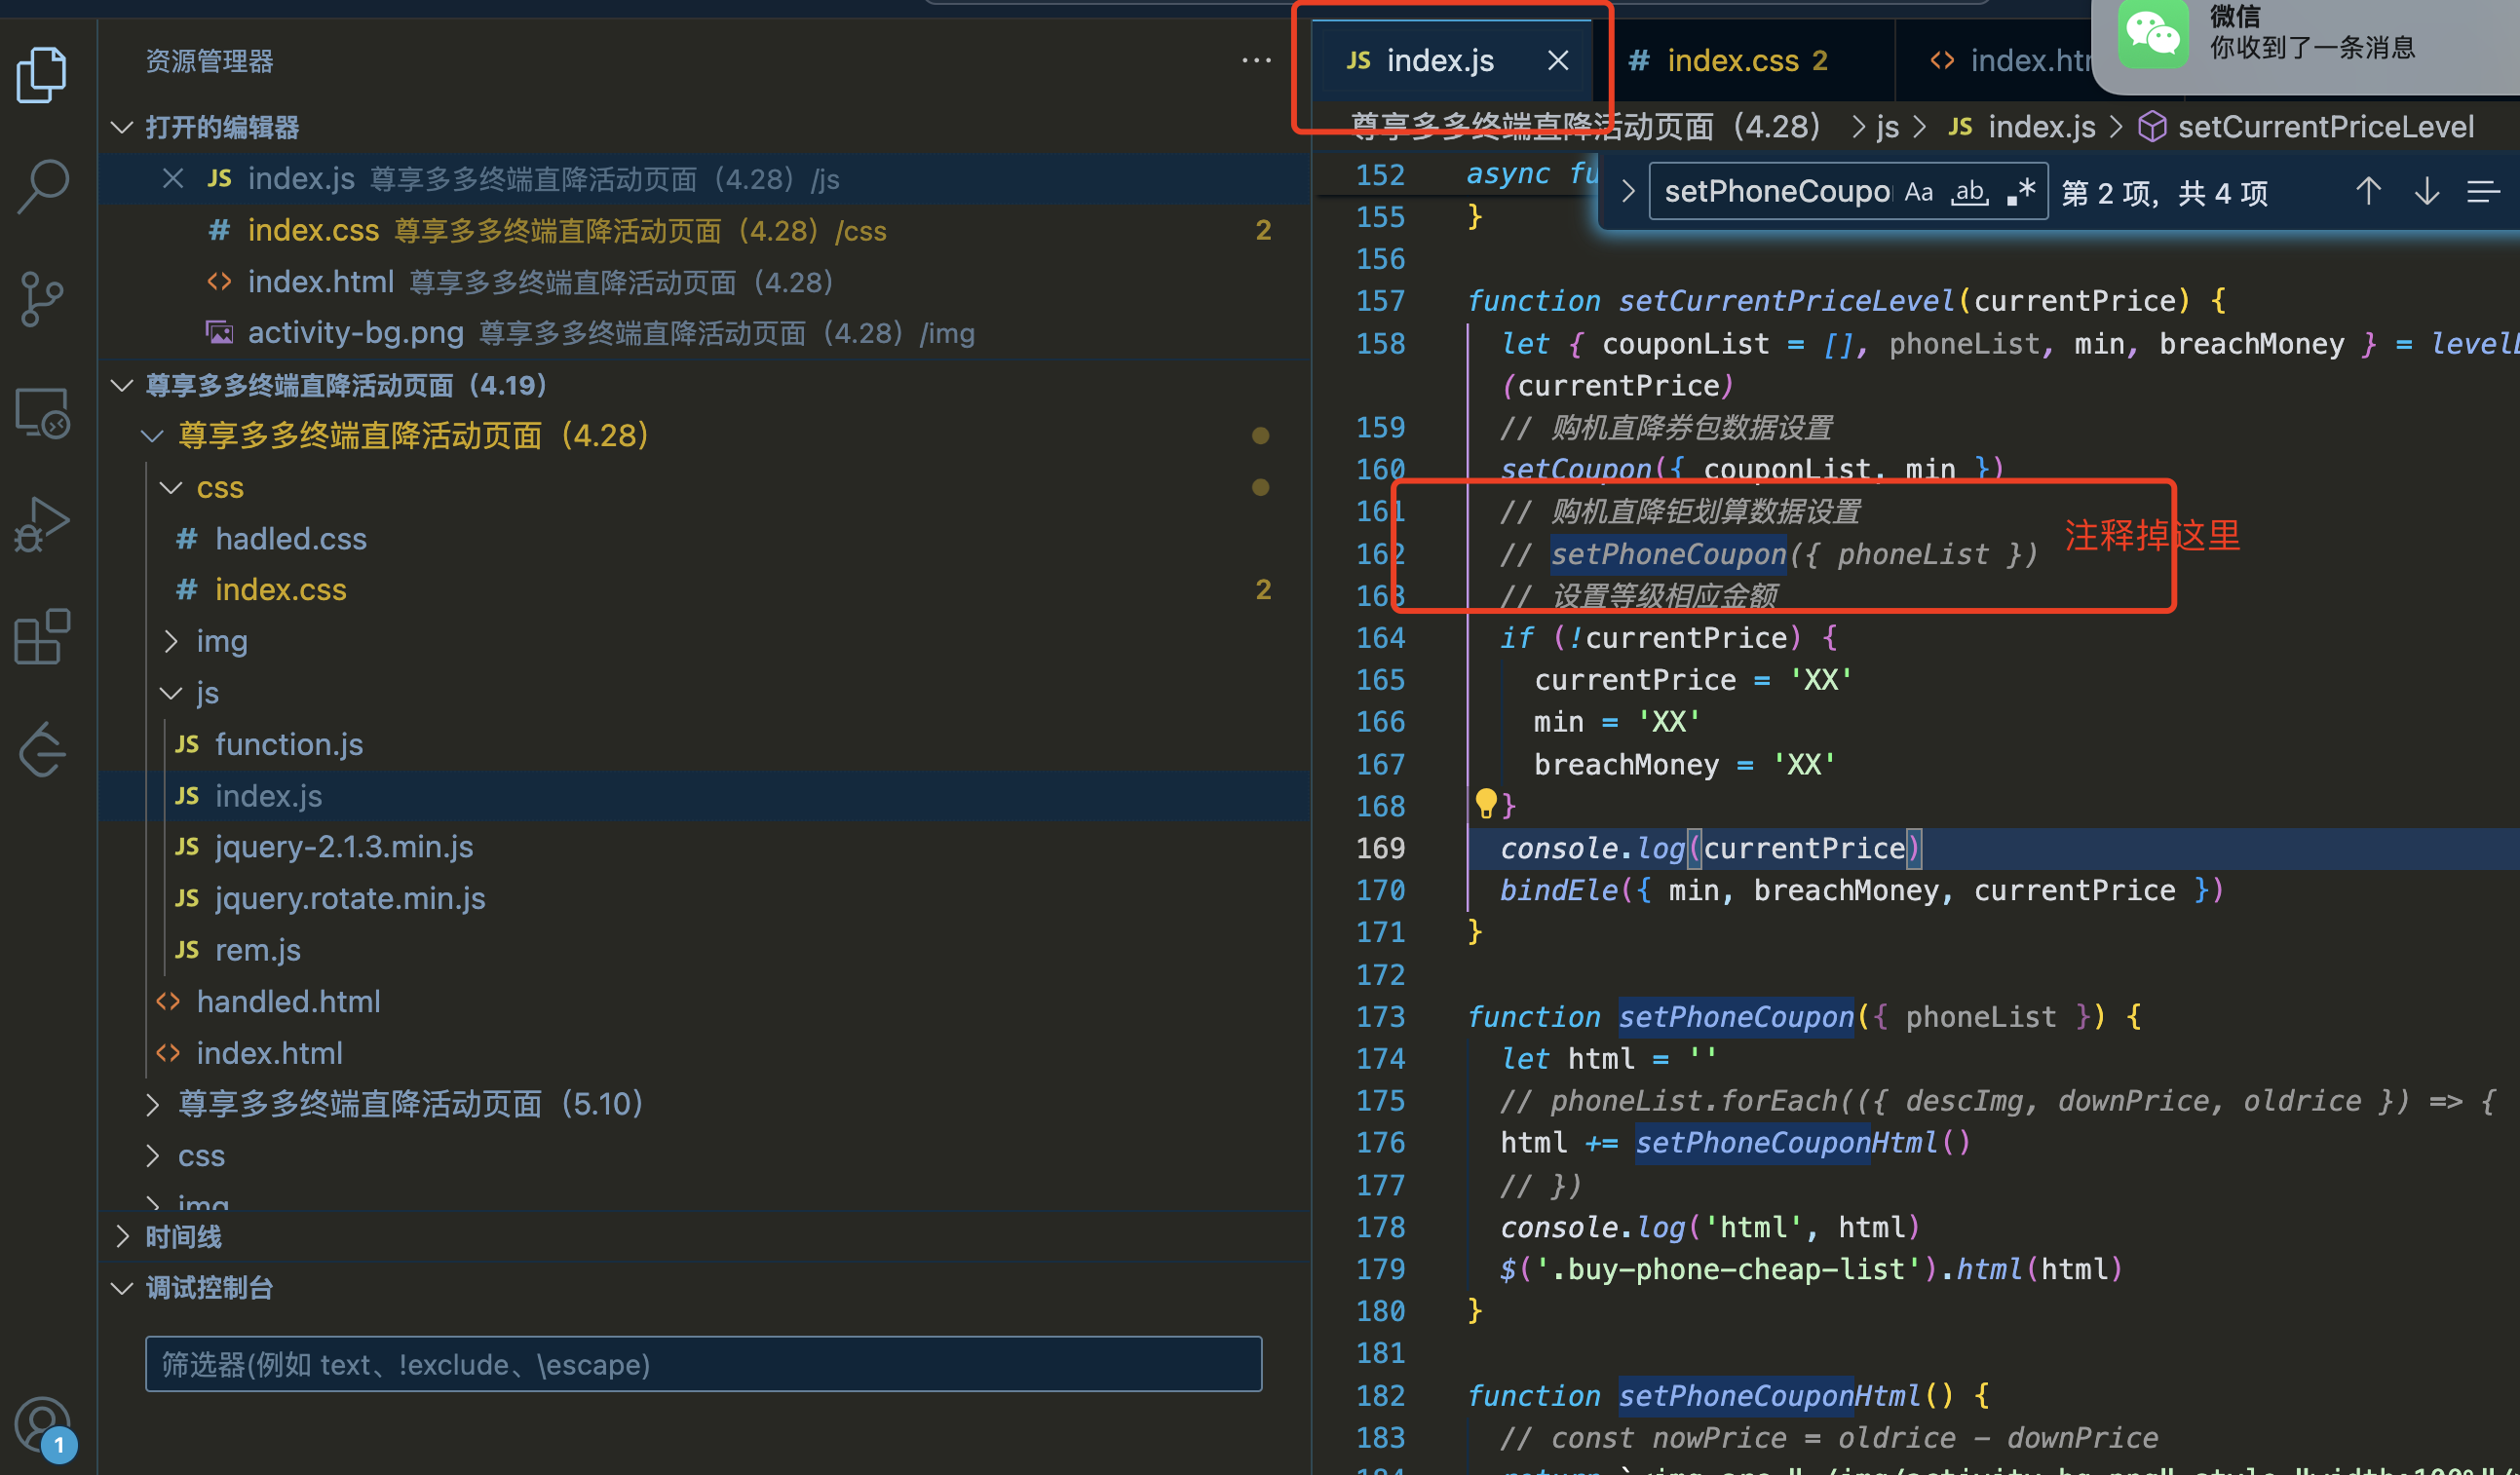 微信
你收到了一条消息
资源管理器
打开的编辑器
JS index.js 尊享多多终端直降活动页面（4.28）/js
# index.css 尊享多多终端直降活动页面（4.28）/css 2
<> index.html 尊享多多终端直降活动页面（4.28）
activity-bg.png 尊享多多终端直降活动页面（4.28）/img
尊享多多终端直降活动页面（4.19）
尊享多多终端直降活动页面（4.28）
css
# hadled.css
# index.css 2
img
js
JS function.js
JS index.js
JS jquery-2.1.3.min.js
JS jquery.rotate.min.js
JS rem.js
<> handled.html
<> index.html
尊享多多终端直降活动页面（5.10）
css
img
时间线
调试控制台
筛选器(例如 text、!exclude、\escape)
1
JS index.js
# index.css 2
<> index.ht
尊享多多终端直降活动页面（4.28） > js > JS index.js > setCurrentPriceLevel
setPhoneCoupo Aa ab .* 第 2 项，共 4 项
152 async fu
155 }
156
157 function setCurrentPriceLevel(currentPrice) {
158 let { couponList = [], phoneList, min, breachMoney } = level
(currentPrice)
159 // 购机直降券包数据设置
160 setCoupon({ couponList, min })
161 // 购机直降钜划算数据设置
162 // setPhoneCoupon({ phoneList })
注释掉这里
163 // 设置等级相应金额
164 if (!currentPrice) {
165 currentPrice = 'XX'
166 min = 'XX'
167 breachMoney = 'XX'
168 }
169 console.log(currentPrice)
170 bindEle({ min, breachMoney, currentPrice })
171 }
172
173 function setPhoneCoupon({ phoneList }) {
174 let html = ''
175 // phoneList.forEach(({ descImg, downPrice, oldrice }) => {
176 html += setPhoneCouponHtml()
177 // })
178 console.log('html', html)
179 $('.buy-phone-cheap-list').html(html)
180 }
181
182 function setPhoneCouponHtml() {
183 // const nowPrice = oldrice - downPrice